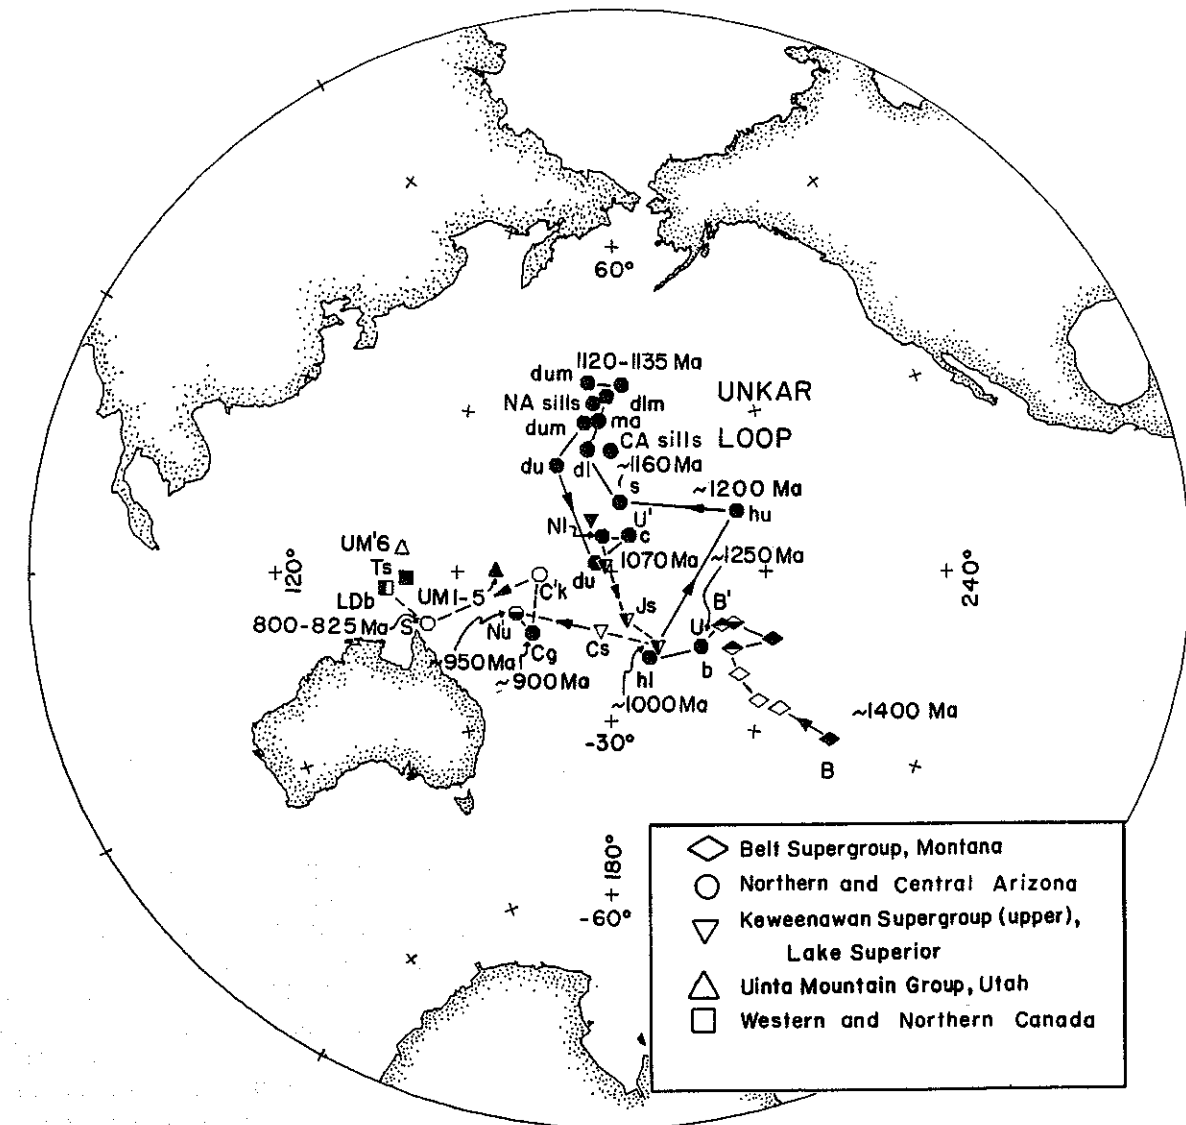 60°
1120-1135 Ma
dum
UNKAR
NA sills
dlm
dum
ma
LOOP
CA sills
du
dl
~1160 Ma
s
~1200 Ma
hu
Nl
U'
c
UM'6
1070 Ma
~1250 Ma
120°
Ts
du
240°
C'k
UM 1-5
LDb
B'
Js
800-825 Ma
S
Nu
U
Cs
~950 Ma
Cg
hl
b
~900 Ma
~1000 Ma
~1400 Ma
-30°
B
180°
-60°
Belt Supergroup, Montana
Northern and Central Arizona
Keweenawan Supergroup (upper),
Lake Superior
Uinta Mountain Group, Utah
Western and Northern Canada